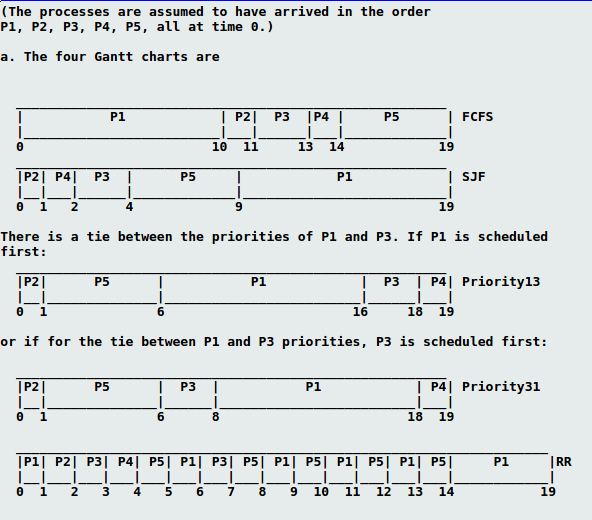 (The processes are assumed to have arrived in the order
P1, P2, P3, P4, P5, all at time 0.)
a. The four Gantt charts are
| P1 | P2| P3 |P4 | P5 | FCFS
0 10 11 13 14 19
|P2| P4| P3 | P5 | P1 | SJF
0 1 2 4 9 19
There is a tie between the priorities of P1 and P3. If P1 is scheduled
first:
|P2| P5 | P1 | P3 | P4| Priority13
0 1 6 16 18 19
or if for the tie between P1 and P3 priorities, P3 is scheduled first:
|P2| P5 | P3 | P1 | P4| Priority31
0 1 6 8 18 19
|P1| P2| P3| P4| P5| P1| P3| P5| P1| P5| P1| P5| P1| P5| P1 |RR
0 1 2 3 4 5 6 7 8 9 10 11 12 13 14 19